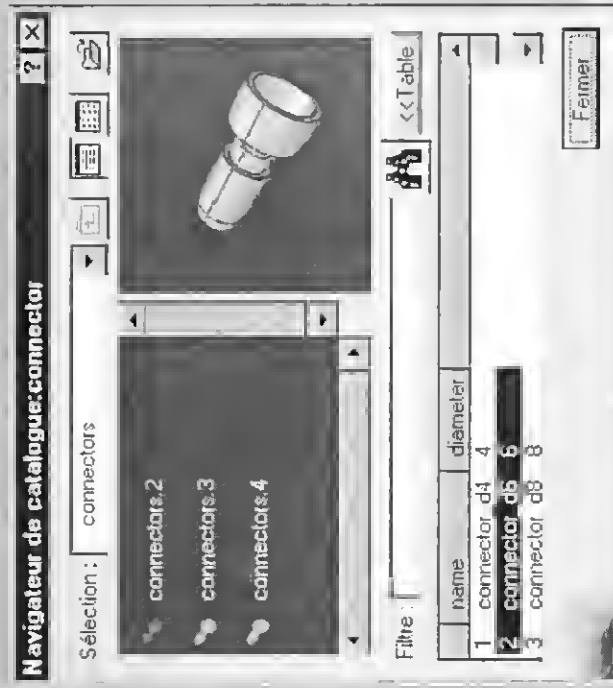 Navigateur de catalogue:connector ? X
Sélection : connectors
connectors.2
connectors.3
connectors.4
Filtre : <<Table
name diameter
1 connector d4 4
2 connector d6 6
3 connector d8 8
Fermer